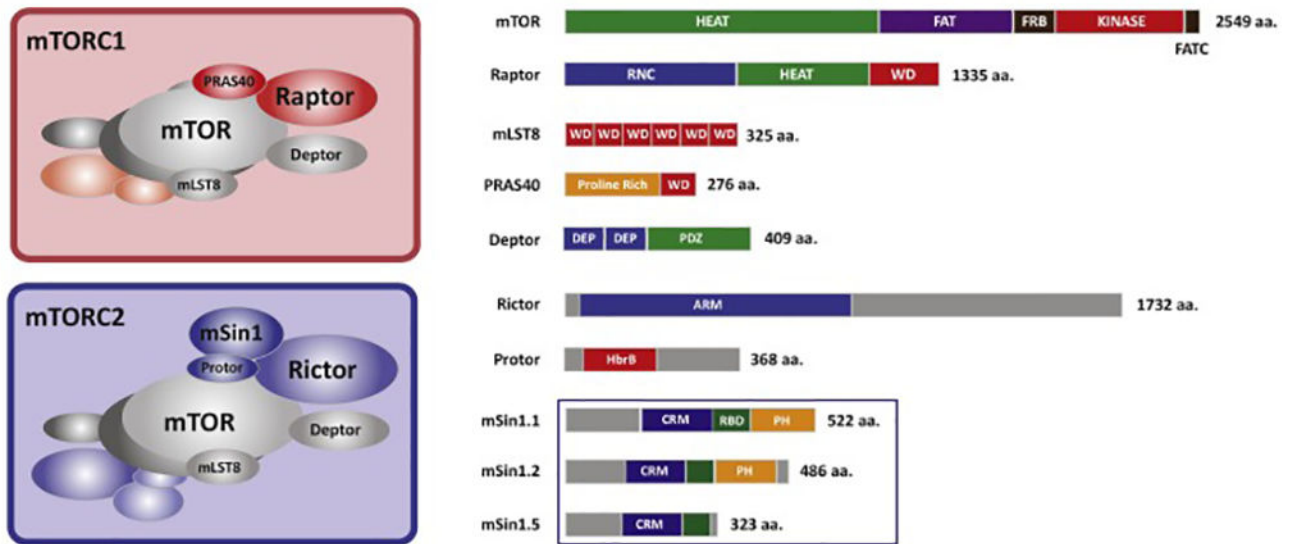 mTORC1
PRAS40
Raptor
mTOR
Deptor
mLST8
mTORC2
mSin1
Protor
Rictor
mTOR
Deptor
mLST8
mTOR HEAT FAT FRB KINASE 2549 aa.
FATC
Raptor RNC HEAT WD 1335 aa.
mLST8 WD WD WD WD WD WD 325 aa.
PRAS40 Proline Rich WD 276 aa.
Deptor DEP DEP PDZ 409 aa.
Rictor ARM 1732 aa.
Protor HbrB 368 aa.
mSin1.1 CRM RBD PH 522 aa.
mSin1.2 CRM PH 486 aa.
mSin1.5 CRM 323 aa.